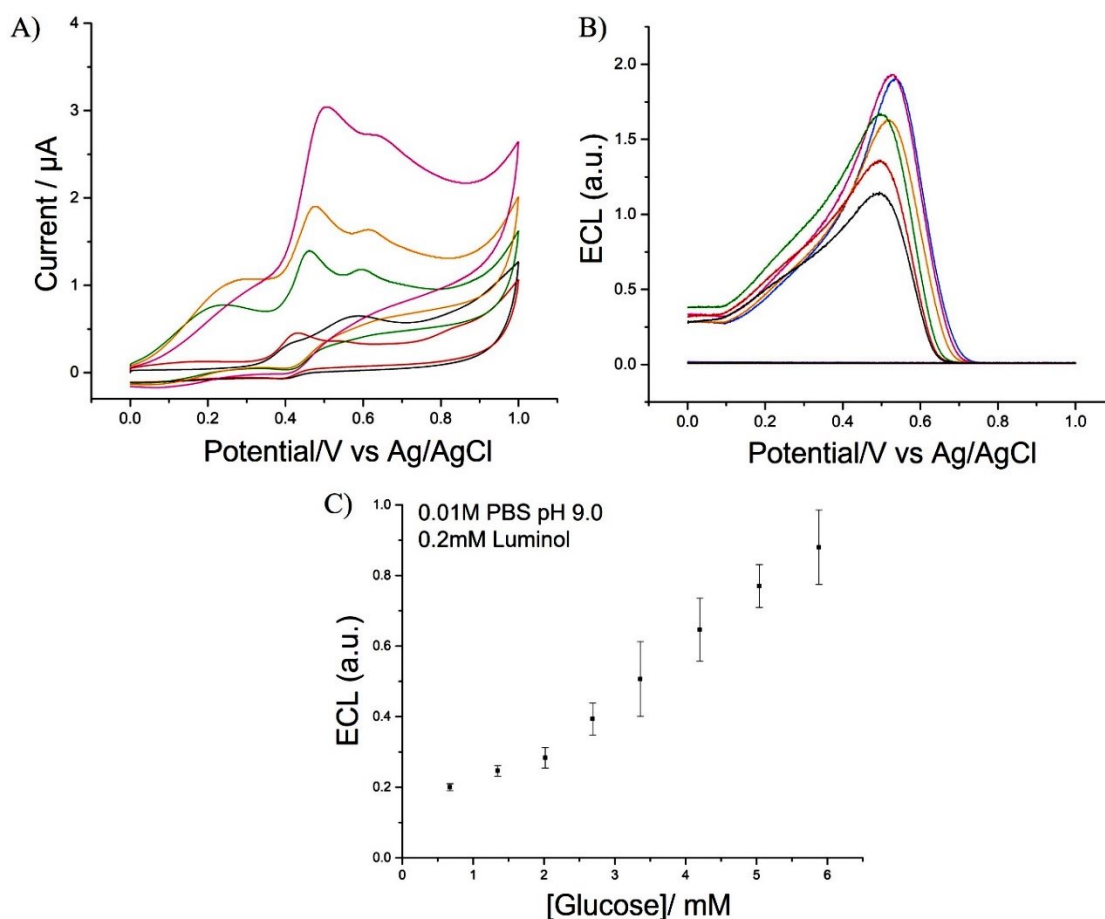 A)
4
3
2
1
0
Current / µA
0.0 0.2 0.4 0.6 0.8 1.0
Potential/V vs Ag/AgCl
B)
2.0
1.5
1.0
0.5
0.0
ECL (a.u.)
0.0 0.2 0.4 0.6 0.8 1.0
Potential/V vs Ag/AgCl
C)
0.01M PBS pH 9.0
0.2mM Luminol
1.0
0.8
0.6
0.4
0.2
0.0
ECL (a.u.)
0 1 2 3 4 5 6
[Glucose]/ mM